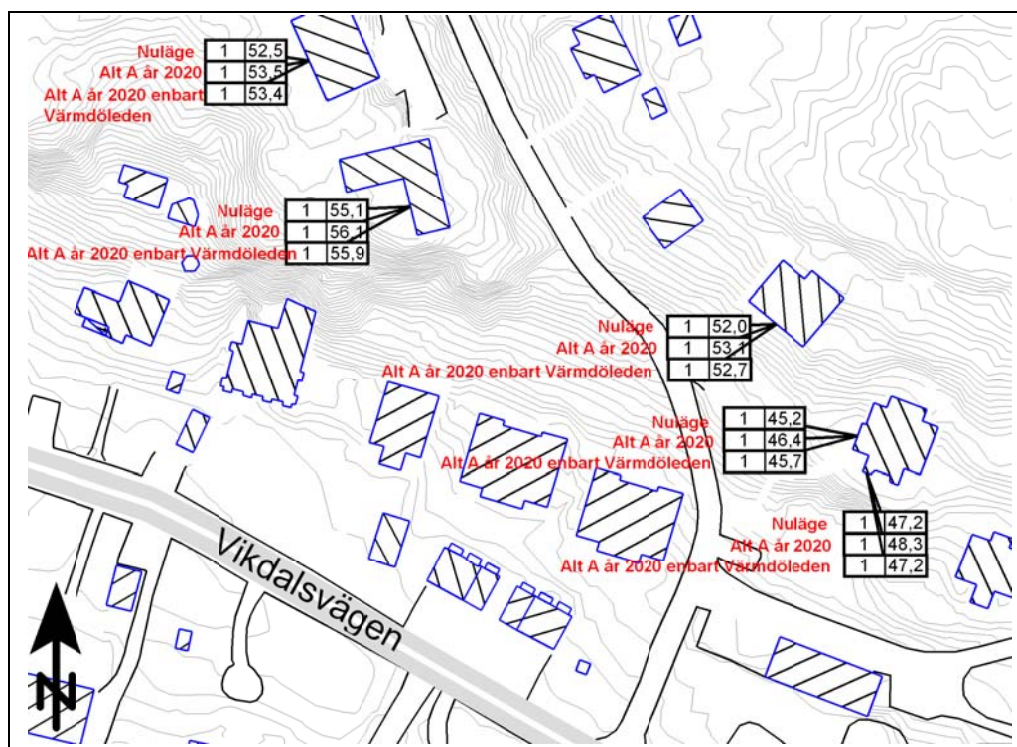 Nuläge 1 52,5
Alt A år 2020 1 53,5
Alt A år 2020 enbart 1 53,4
Värmdöleden
Nuläge 1 55,1
Alt A år 2020 1 56,1
Alt A år 2020 enbart Värmdöleden 1 55,9
Nuläge 1 52,0
Alt A år 2020 1 53,1
Alt A år 2020 enbart Värmdöleden 1 52,7
Nuläge 1 45,2
Alt A år 2020 1 46,4
Alt A år 2020 enbart Värmdöleden 1 45,7
Nuläge 1 47,2
Alt A år 2020 1 48,3
Alt A år 2020 enbart Värmdöleden 1 47,2
Vikdalsvägen
N